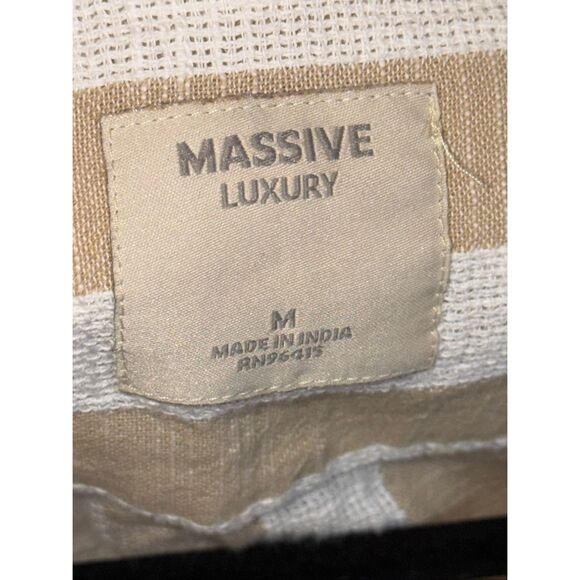 MASSIVE
LUXURY
M
MADE IN INDIA
RN96415